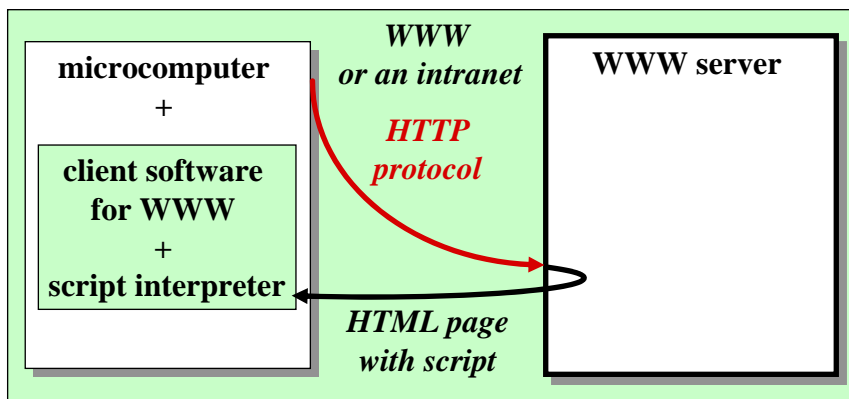 microcomputer
+
client software
for WWW
+
script interpreter
WWW
or an intranet
HTTP
protocol
HTML page
with script
WWW server